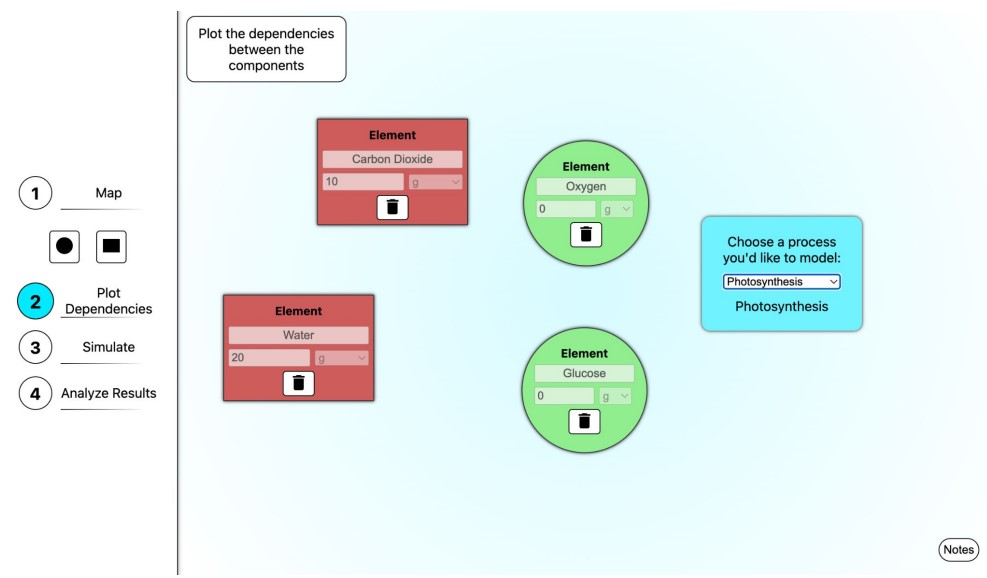 Plot the dependencies
between the
components
1
Map
2
Plot
Dependencies
3
Simulate
4
Analyze Results
Element
Carbon Dioxide
10
g
Element
Oxygen
0
g
Element
Water
20
g
Element
Glucose
0
g
Choose a process
you'd like to model:
Photosynthesis
Photosynthesis
Notes